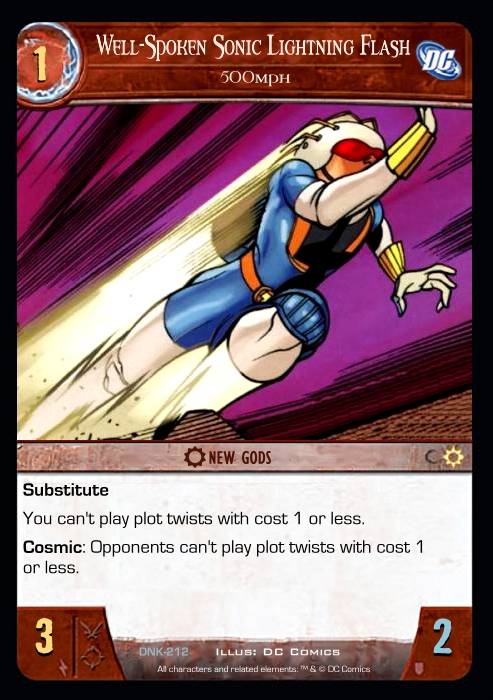 1
Well-Spoken Sonic Lightning Flash
500mph
DC
NEW GODS
C
Substitute
You can't play plot twists with cost 1 or less.
Cosmic: Opponents can't play plot twists with cost 1
or less.
3
DNK-212 Illus: DC Comics
All characters and related elements: ™ & © DC Comics
2